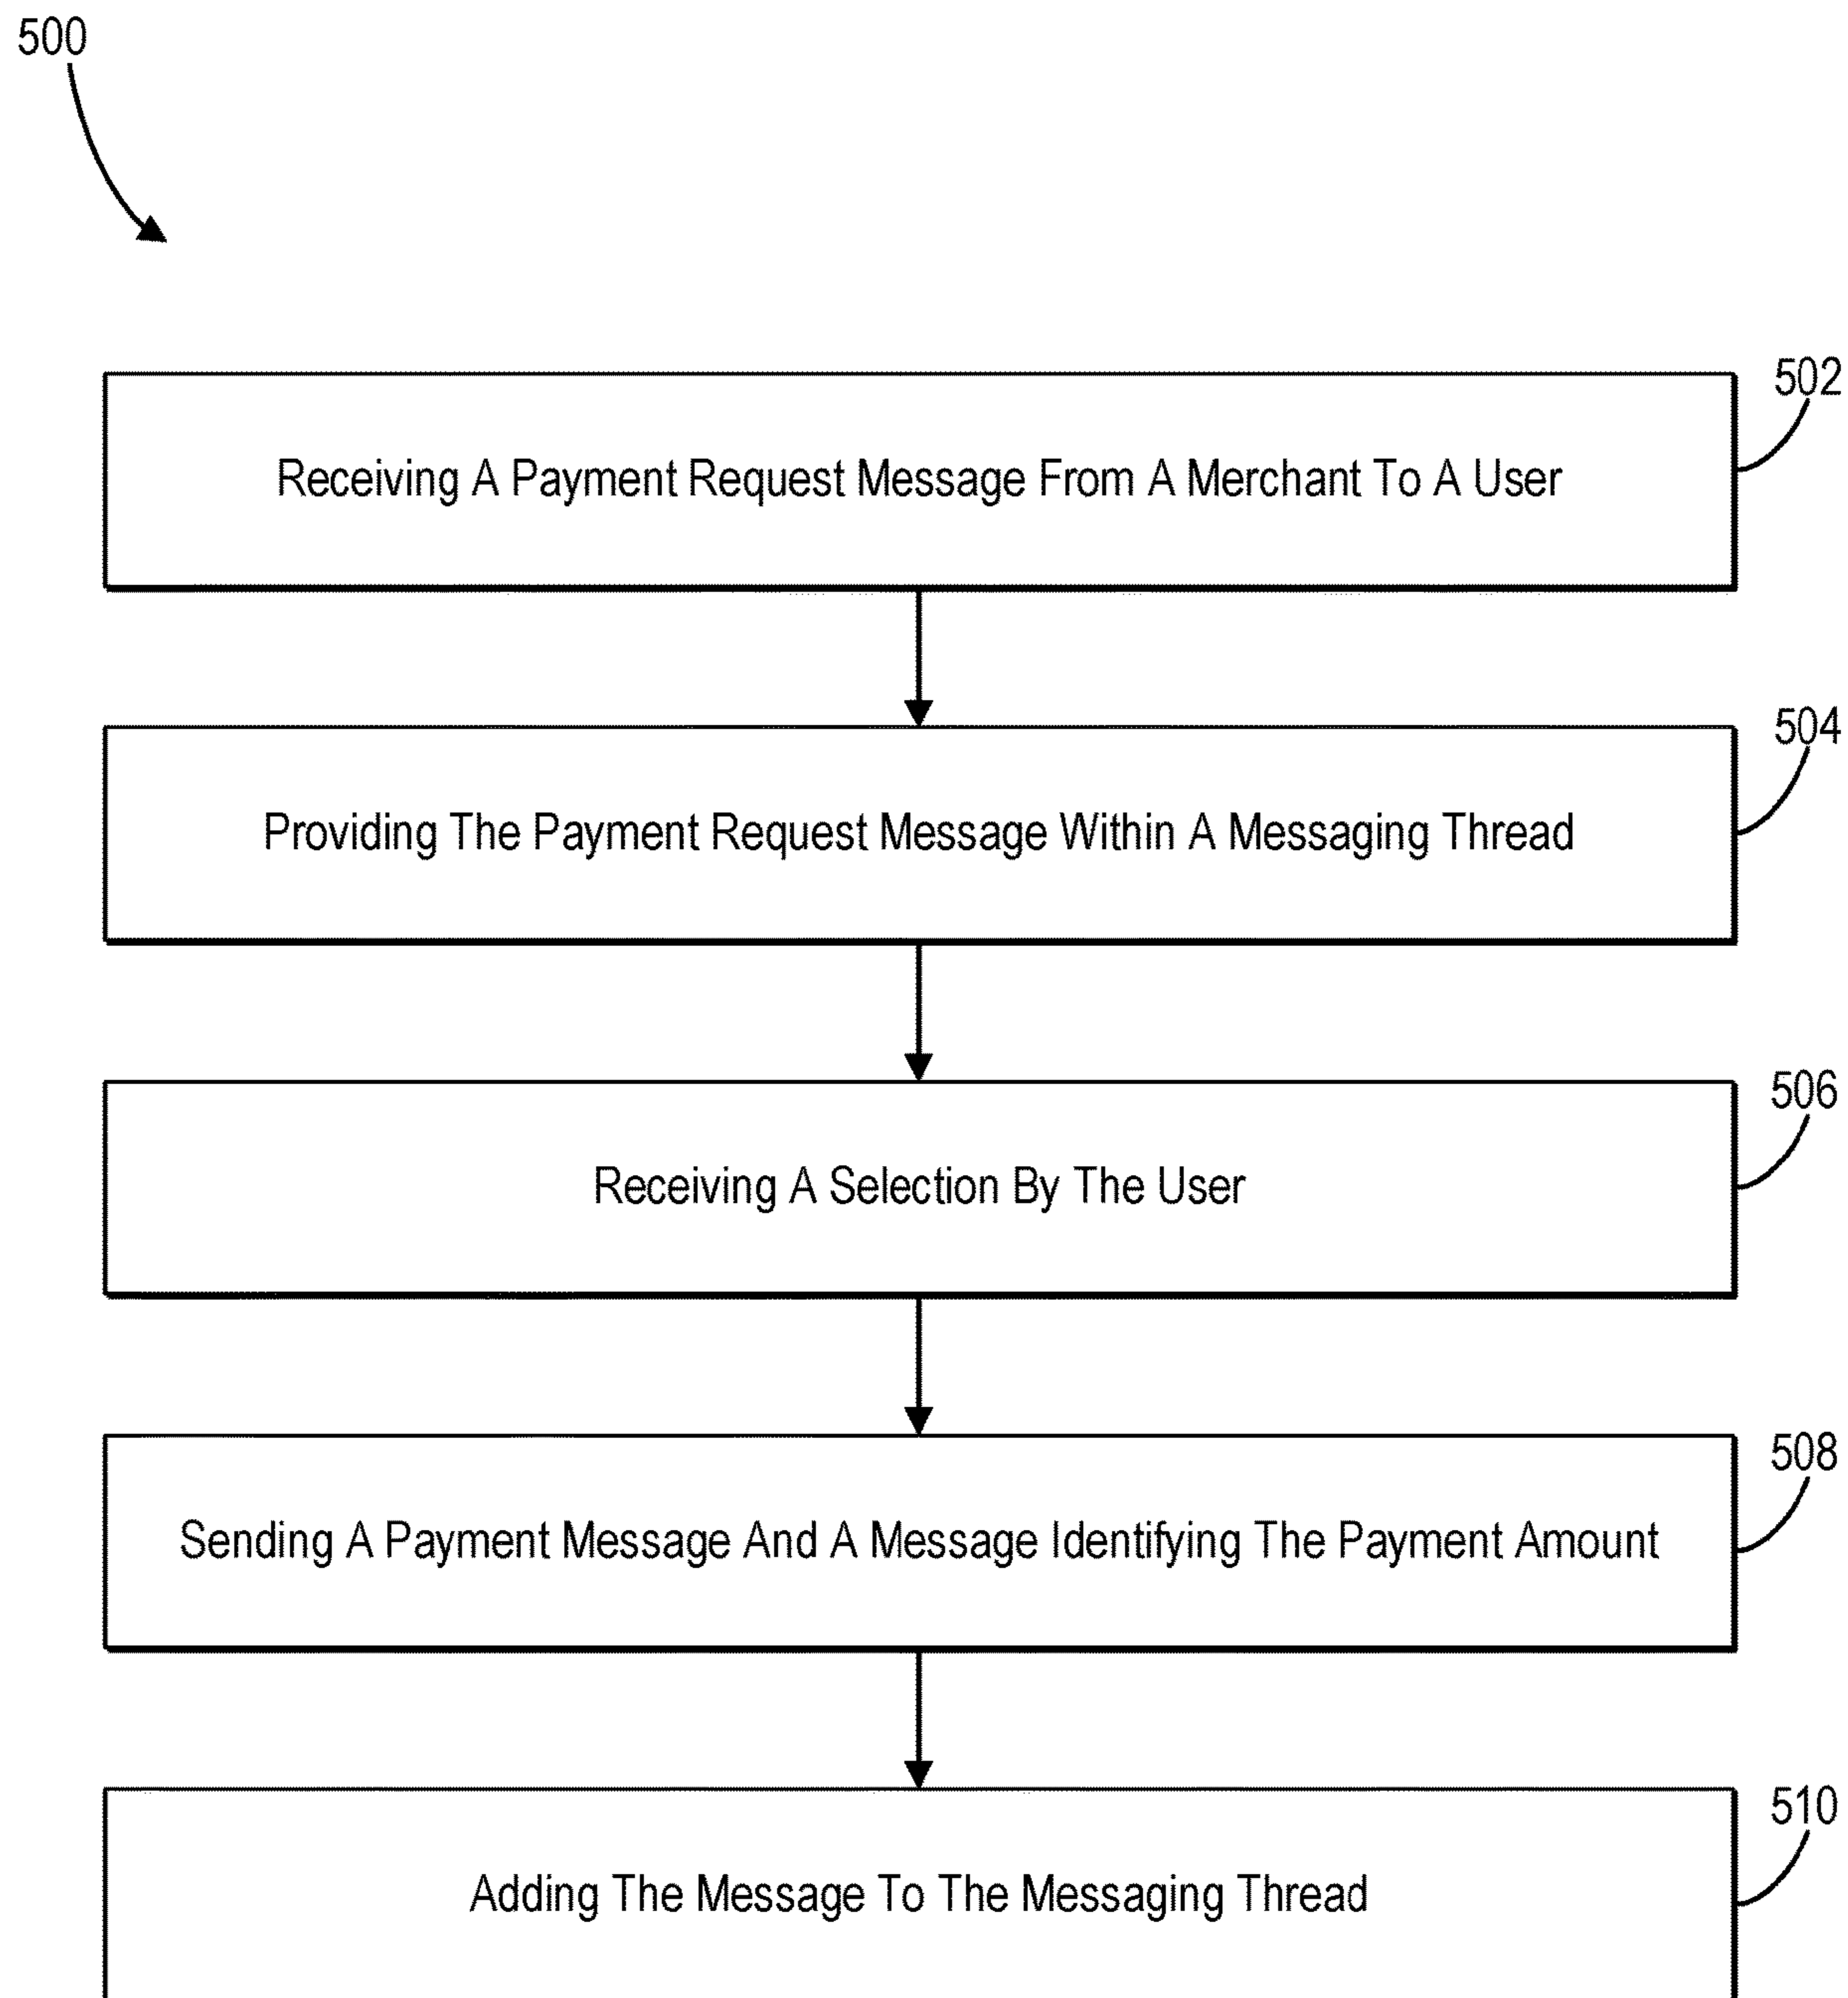 500
502
Receiving A Payment Request Message From A Merchant To A User
504
Providing The Payment Request Message Within A Messaging Thread
506
Receiving A Selection By The User
508
Sending A Payment Message And A Message Identifying The Payment Amount
510
Adding The Message To The Messaging Thread